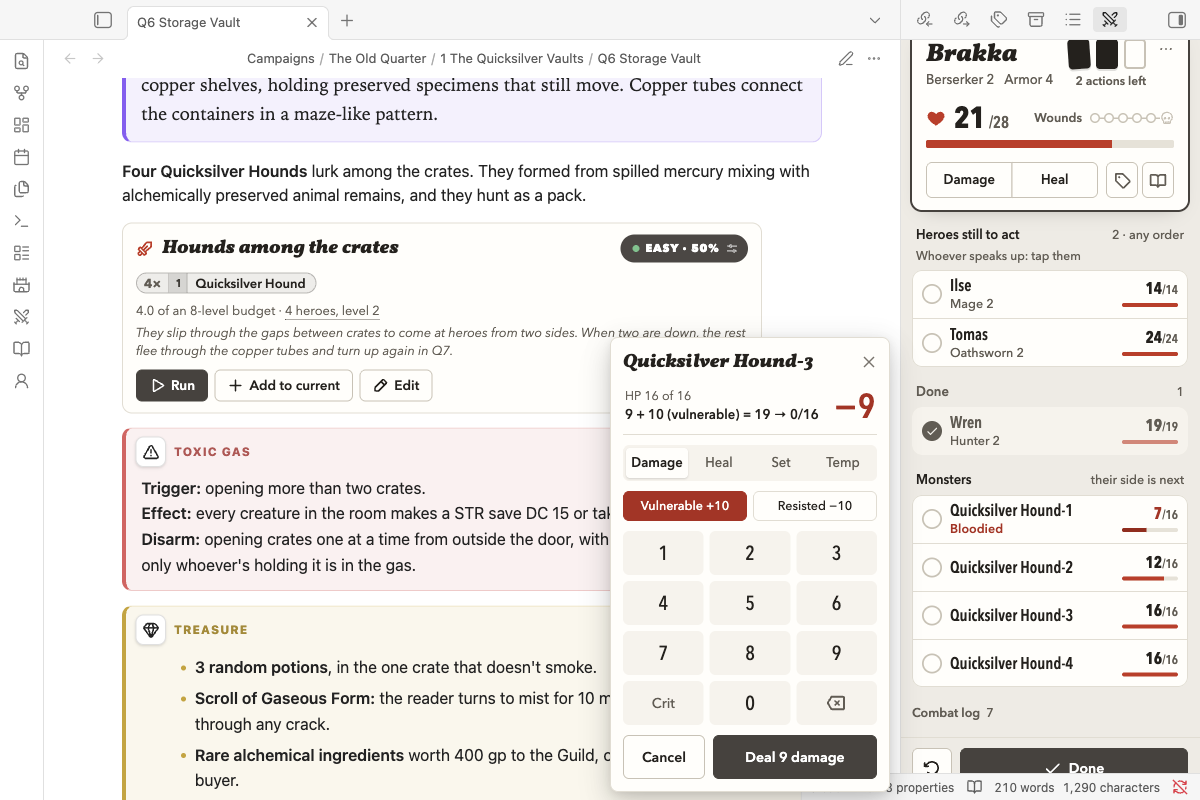 Q6 Storage Vault
Campaigns / The Old Quarter / 1 The Quicksilver Vaults / Q6 Storage Vault
copper shelves, holding preserved specimens that still move. Copper tubes connect
the containers in a maze-like pattern.
Four Quicksilver Hounds lurk among the crates. They formed from spilled mercury mixing with
alchemically preserved animal remains, and they hunt as a pack.
Hounds among the crates
EASY · 50%
4× 1 Quicksilver Hound
4.0 of an 8-level budget · 4 heroes, level 2
They slip through the gaps between crates to come at heroes from two sides. When two are down, the rest
flee through the copper tubes and turn up again in Q7.
Run
Add to current
Edit
TOXIC GAS
Trigger: opening more than two crates.
Effect: every creature in the room makes a STR save DC 15 or
Disarm: opening crates one at a time from outside the door, with
only whoever's holding it is in the gas.
TREASURE
3 random potions, in the one crate that doesn't smoke.
Scroll of Gaseous Form: the reader turns to mist for 10
through any crack.
Rare alchemical ingredients worth 400 gp to the Guild,
buyer.
Quicksilver Hound-3
HP 16 of 16
9 + 10 (vulnerable) = 19 → 0/16
−9
Damage Heal Set Temp
Vulnerable +10
Resisted −10
1 2 3
4 5 6
7 8 9
Crit 0
Cancel
Deal 9 damage
Brakka
Berserker 2 Armor 4
2 actions left
21 /28
Wounds
Damage
Heal
Heroes still to act
2 · any order
Whoever speaks up: tap them
Ilse
Mage 2
14/14
Tomas
Oathsworn 2
24/24
Done
1
Wren
Hunter 2
19/19
Monsters
their side is next
Quicksilver Hound-1
Bloodied
7/16
Quicksilver Hound-2
12/16
Quicksilver Hound-3
16/16
Quicksilver Hound-4
16/16
Combat log 7
Done
properties
210 words
1,290 characters